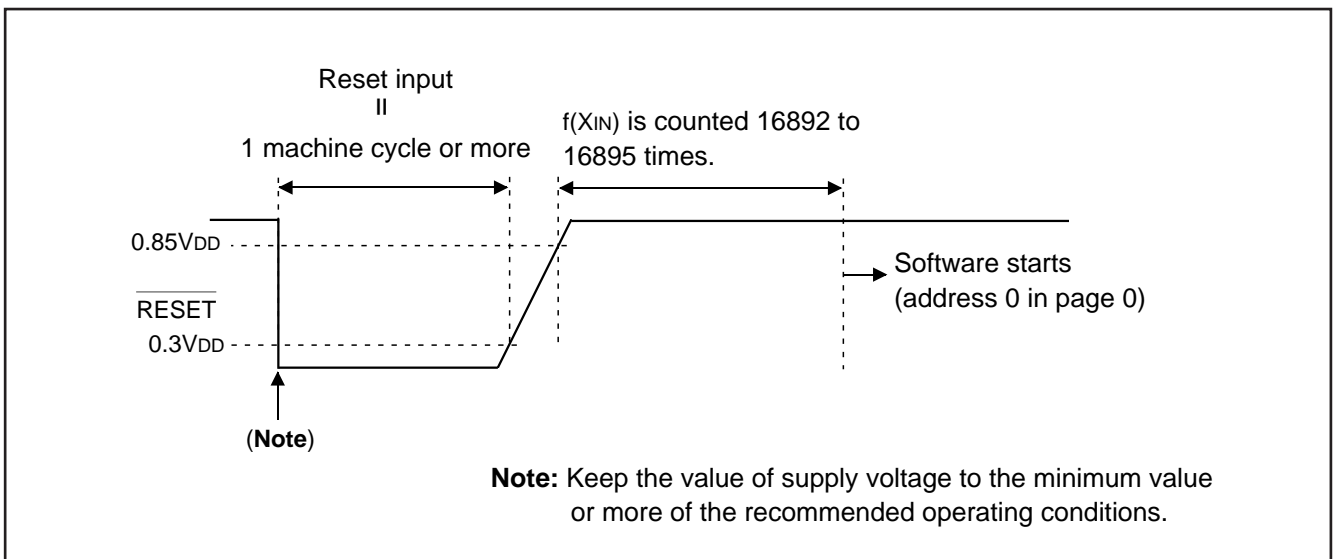 Reset input
=
1 machine cycle or more
f(XIN) is counted 16892 to
16895 times.
0.85VDD
RESET
0.3VDD
Software starts
(address 0 in page 0)
(Note)
Note: Keep the value of supply voltage to the minimum value
or more of the recommended operating conditions.